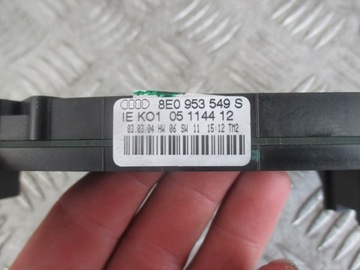 8E0 953 549 S
IE KO1 05 1144 12
03.03.04 HW 06 SW 11 15:12 TM2